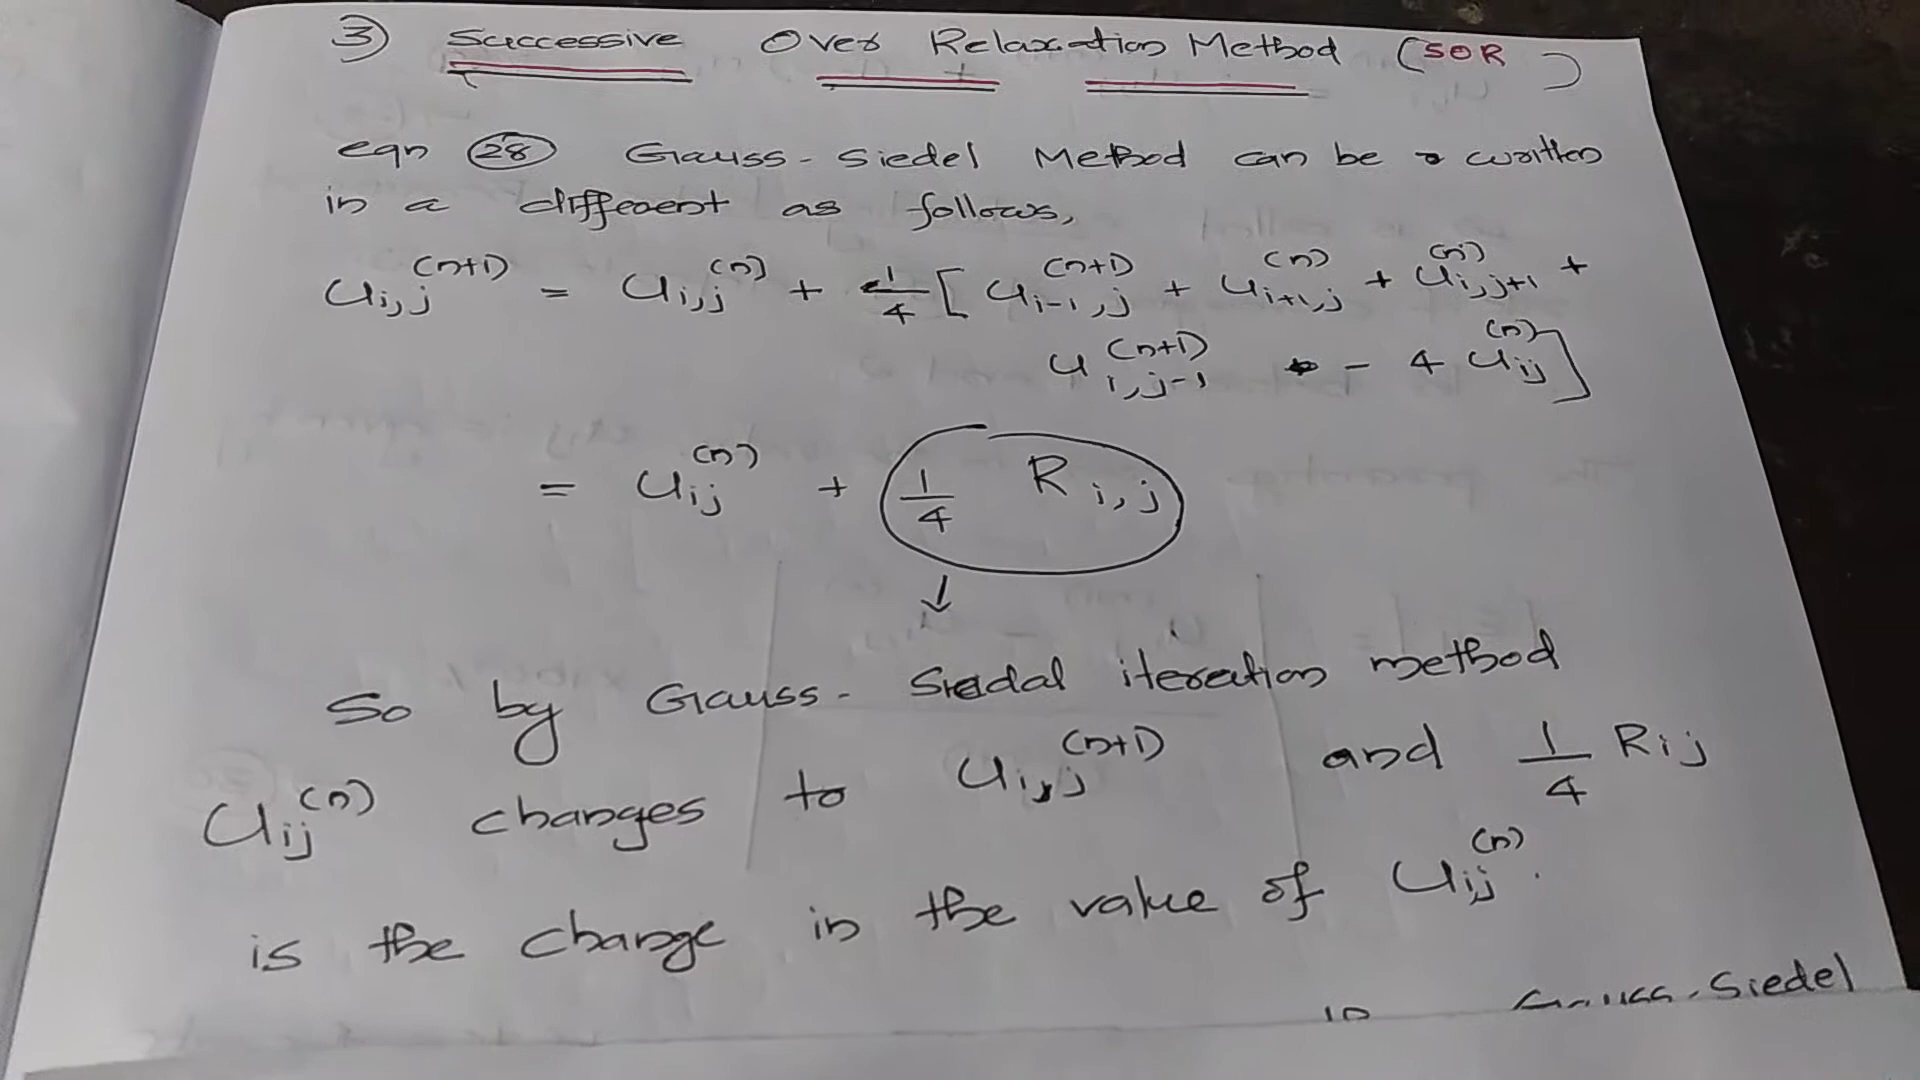 3) Successive Over Relaxation Method (SOR)
eqn (28) Gauss-Siedel Method can be written
in a different as follows,
u_{i,j}^{(n+1)} = u_{i,j}^{(n)} + 1/4 [ u_{i-1,j}^{(n+1)} + u_{i+1,j}^{(n)} + u_{i,j+1}^{(n)} +
u_{i,j-1}^{(n+1)} - 4 u_{ij}^{(n)} ]
= u_{ij}^{(n)} + 1/4 R_{i,j}
↓
So by Gauss-Siedal iteration method
u_{ij}^{(n)} changes to u_{i,j}^{(n+1)} and 1/4 R_{ij}
is the change in the value of u_{ij}^{(n)}.
Gauss-Siedel